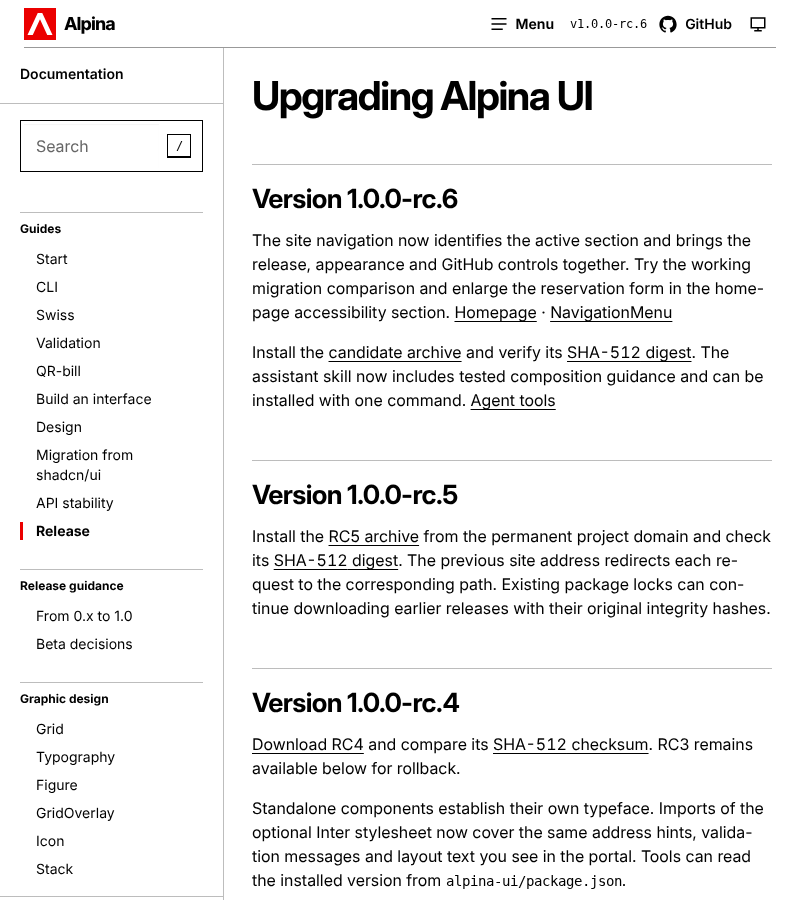 Alpina
Menu
v1.0.0-rc.6
GitHub
Documentation
Search
/
Guides
Start
CLI
Swiss
Validation
QR-bill
Build an interface
Design
Migration from
shadcn/ui
API stability
Release
Release guidance
From 0.x to 1.0
Beta decisions
Graphic design
Grid
Typography
Figure
GridOverlay
Icon
Stack
Upgrading Alpina UI
Version 1.0.0-rc.6
The site navigation now identifies the active section and brings the
release, appearance and GitHub controls together. Try the working
migration comparison and enlarge the reservation form in the home-
page accessibility section. Homepage · NavigationMenu
Install the candidate archive and verify its SHA-512 digest. The
assistant skill now includes tested composition guidance and can be
installed with one command. Agent tools
Version 1.0.0-rc.5
Install the RC5 archive from the permanent project domain and check
its SHA-512 digest. The previous site address redirects each re-
quest to the corresponding path. Existing package locks can con-
tinue downloading earlier releases with their original integrity hashes.
Version 1.0.0-rc.4
Download RC4 and compare its SHA-512 checksum. RC3 remains
available below for rollback.
Standalone components establish their own typeface. Imports of the
optional Inter stylesheet now cover the same address hints, valida-
tion messages and layout text you see in the portal. Tools can read
the installed version from alpina-ui/package.json.